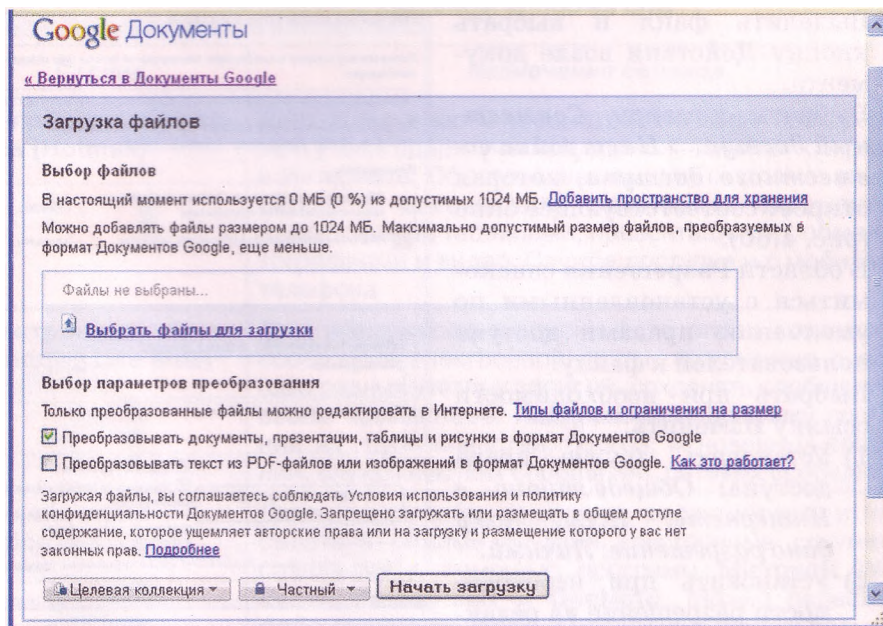 Google Документы
« Вернуться в Документы Google
Загрузка файлов
Выбор файлов
В настоящий момент используется 0 МБ (0 %) из допустимых 1024 МБ. Добавить пространство для хранения
Можно добавлять файлы размером до 1024 МБ. Максимально допустимый размер файлов, преобразуемых в
формат Документов Google, еще меньше.
Файлы не выбраны...
Выбрать файлы для загрузки
Выбор параметров преобразования
Только преобразованные файлы можно редактировать в Интернете. Типы файлов и ограничения на размер
Преобразовывать документы, презентации, таблицы и рисунки в формат Документов Google
Преобразовывать текст из PDF-файлов или изображений в формат Документов Google. Как это работает?
Загружая файлы, вы соглашаетесь соблюдать Условия использования и политику
конфиденциальности Документов Google. Запрещено загружать или размещать в общем доступе
содержание, которое ущемляет авторские права или на загрузку и размещение которого у вас нет
законных прав. Подробнее
Целевая коллекция Частный Начать загрузку